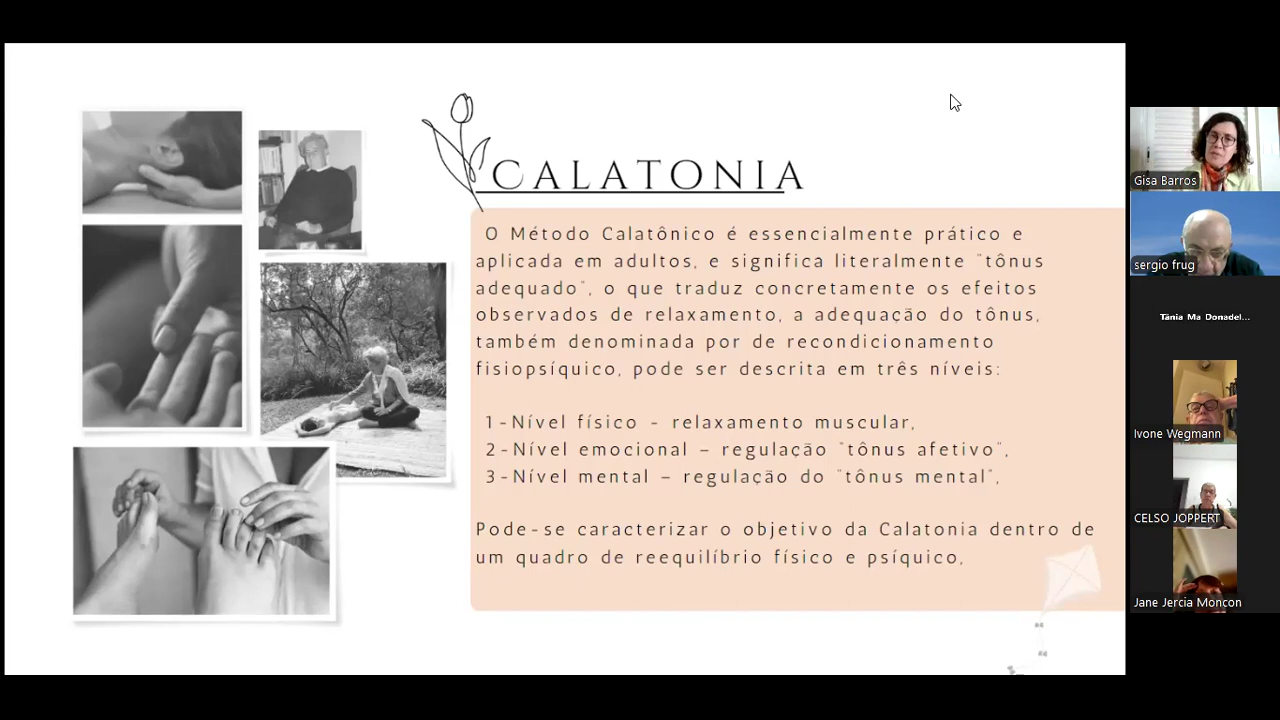 CALATONIA
O Método Calatônico é essencialmente prático e
aplicada em adultos, e significa literalmente "tônus
adequado", o que traduz concretamente os efeitos
observados de relaxamento, a adequação do tônus,
também denominada por de recondicionamento
fisiopsíquico, pode ser descrita em três níveis:
1-Nível físico - relaxamento muscular,
2-Nível emocional – regulação "tônus afetivo",
3-Nível mental – regulação do "tônus mental",
Pode-se caracterizar o objetivo da Calatonia dentro de
um quadro de reequilíbrio físico e psíquico,
Gisa Barros
sergio frug
Tânia Ma Donadel...
Ivone Wegmann
CELSO JOPPERT
Jane Jercia Moncon